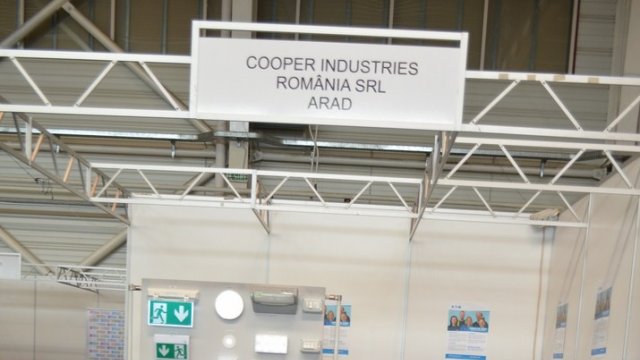 COOPER INDUSTRIES
ROMÂNIA SRL
ARAD